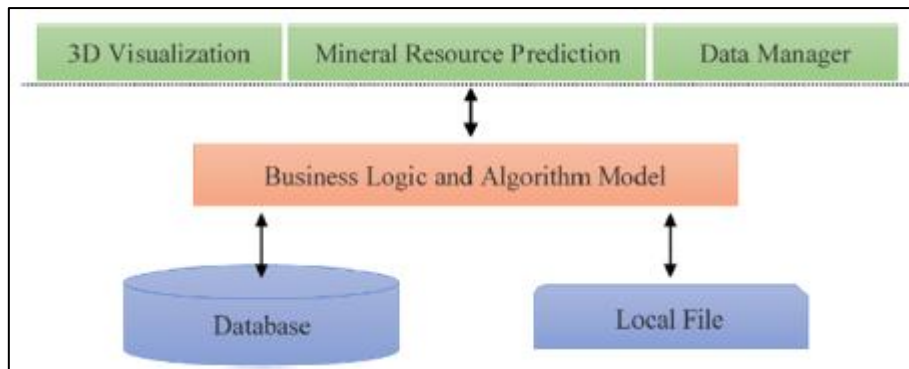 3D Visualization
Mineral Resource Prediction
Data Manager
Business Logic and Algorithm Model
Database
Local File